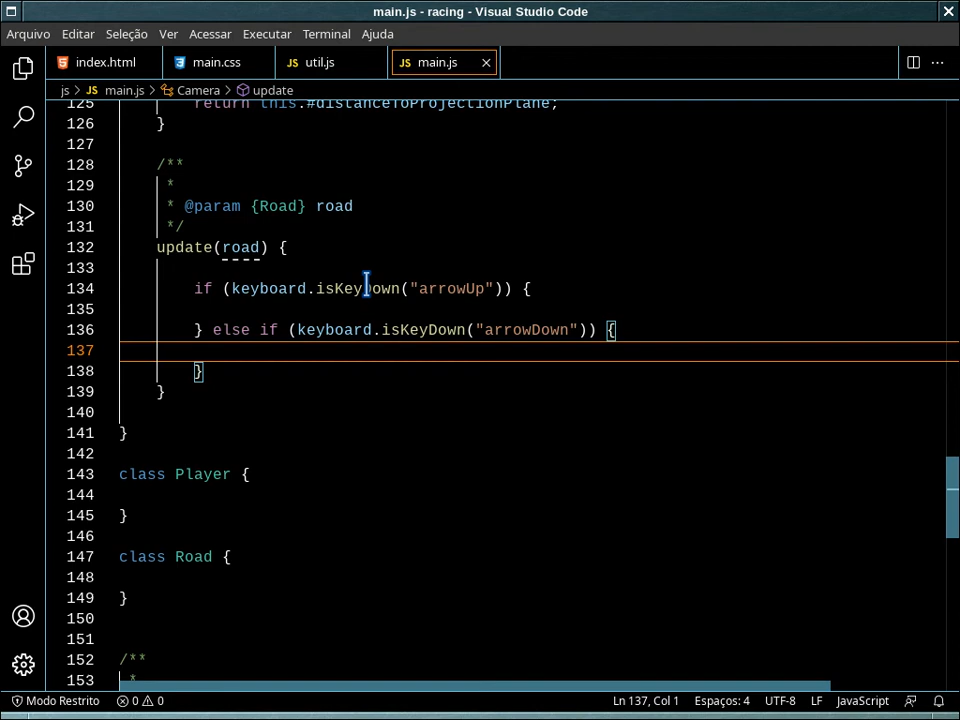 main.js - racing - Visual Studio Code
Arquivo Editar Seleção Ver Acessar Executar Terminal Ajuda
index.html main.css JS util.js JS main.js
js > main.js > Camera > update
125 return this.#distanceToProjectionPlane;
126 }
127
128 /**
129 *
130 * @param {Road} road
131 */
132 update(road) {
133
134 if (keyboard.isKeyDown("arrowUp")) {
135
136 } else if (keyboard.isKeyDown("arrowDown")) {
137
138 }
139 }
140
141 }
142
143 class Player {
144
145 }
146
147 class Road {
148
149 }
150
151
152 /**
153 *
Modo Restrito 0 0 Ln 137, Col 1 Espaços: 4 UTF-8 LF JavaScript